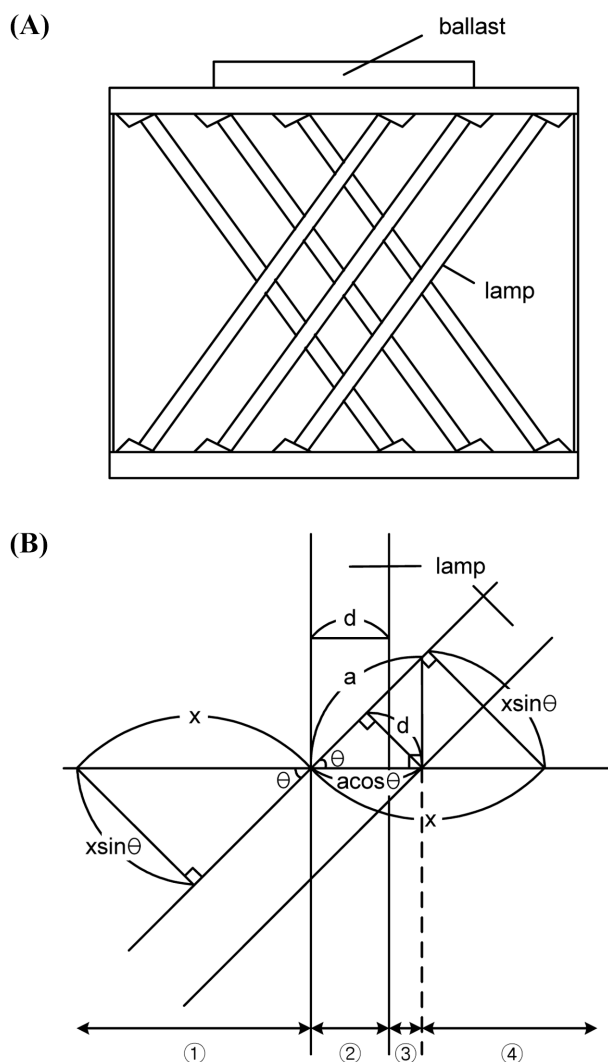 (A)
ballast
lamp
(B)
lamp
d
a
x
xsinθ
d
θ
θ
acosθ
x
xsinθ
① ② ③ ④